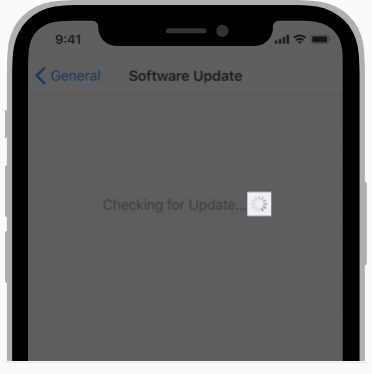 9:41
General
Software Update
Checking for Update...